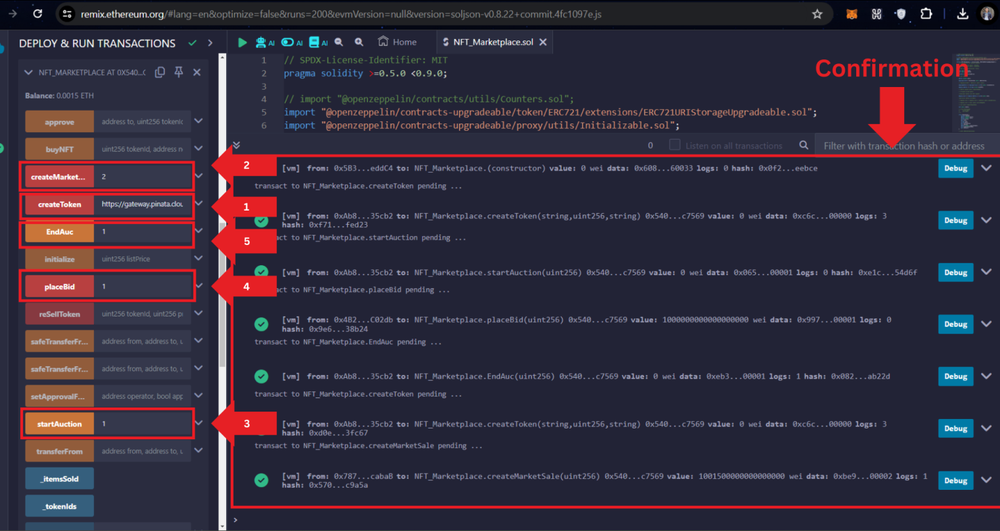 remix.ethereum.org/#lang=en&optimize=false&runs=200&evmVersion=null&version=soljson-v0.8.22+commit.4fc1097e.js
DEPLOY & RUN TRANSACTIONS
NFT_MARKETPLACE AT 0X540...C
Balance: 0.0015 ETH
approve address to, uint256 tokenId
buyNFT uint256 tokenId, address n
createMarket... 2
createToken https://gateway.pinata.clou
EndAuc 1
initialize uint256 listPrice
placeBid 1
reSellToken uint256 tokenId, uint256 p
safeTransferFr... address from, address to, u
safeTransferFr... address from, address to, u
setApprovalF... address operator, bool app
startAuction 1
transferFrom address from, address to, u
_itemsSold
_tokenIds
2
1
5
4
3
AI AI AI Home NFT_Marketplace.sol
1 // SPDX-License-Identifier: MIT
2 pragma solidity >=0.5.0 <0.9.0;
3
4 // import "@openzeppelin/contracts/utils/Counters.sol";
5 import "@openzeppelin/contracts-upgradeable/token/ERC721/extensions/ERC721URIStorageUpgradeable.sol";
6 import "@openzeppelin/contracts-upgradeable/proxy/utils/Initializable.sol";
Confirmation
0 Listen on all transactions Filter with transaction hash or address
[vm] from: 0x5B3...eddC4 to: NFT_Marketplace.(constructor) value: 0 wei data: 0x608...60033 logs: 0 hash: 0x0f2...eebce Debug
transact to NFT_Marketplace.createToken pending ...
[vm] from: 0xAb8...35cb2 to: NFT_Marketplace.createToken(string,uint256,string) 0x540...c7569 value: 0 wei data: 0xc6c...00000 logs: 3 Debug
hash: 0xf71...fed23
act to NFT_Marketplace.startAuction pending ...
[vm] from: 0xAb8...35cb2 to: NFT_Marketplace.startAuction(uint256) 0x540...c7569 value: 0 wei data: 0x065...00001 logs: 0 hash: 0xe1c...54d6f Debug
act to NFT_Marketplace.placeBid pending ...
[vm] from: 0x4B2...C02db to: NFT_Marketplace.placeBid(uint256) 0x540...c7569 value: 1000000000000000000 wei data: 0x997...00001 logs: 0 Debug
hash: 0x9e6...38b24
transact to NFT_Marketplace.EndAuc pending ...
[vm] from: 0xAb8...35cb2 to: NFT_Marketplace.EndAuc(uint256) 0x540...c7569 value: 0 wei data: 0xeb3...00001 logs: 1 hash: 0x082...ab22d Debug
transact to NFT_Marketplace.createToken pending ...
[vm] from: 0xAb8...35cb2 to: NFT_Marketplace.createToken(string,uint256,string) 0x540...c7569 value: 0 wei data: 0xc6c...00000 logs: 3 Debug
hash: 0xd0e...3fc67
transact to NFT_Marketplace.createMarketSale pending ...
[vm] from: 0x787...cabaB to: NFT_Marketplace.createMarketSale(uint256) 0x540...c7569 value: 1001500000000000000 wei data: 0xbe9...00002 logs: 1 Debug
hash: 0x570...c9a5a
>